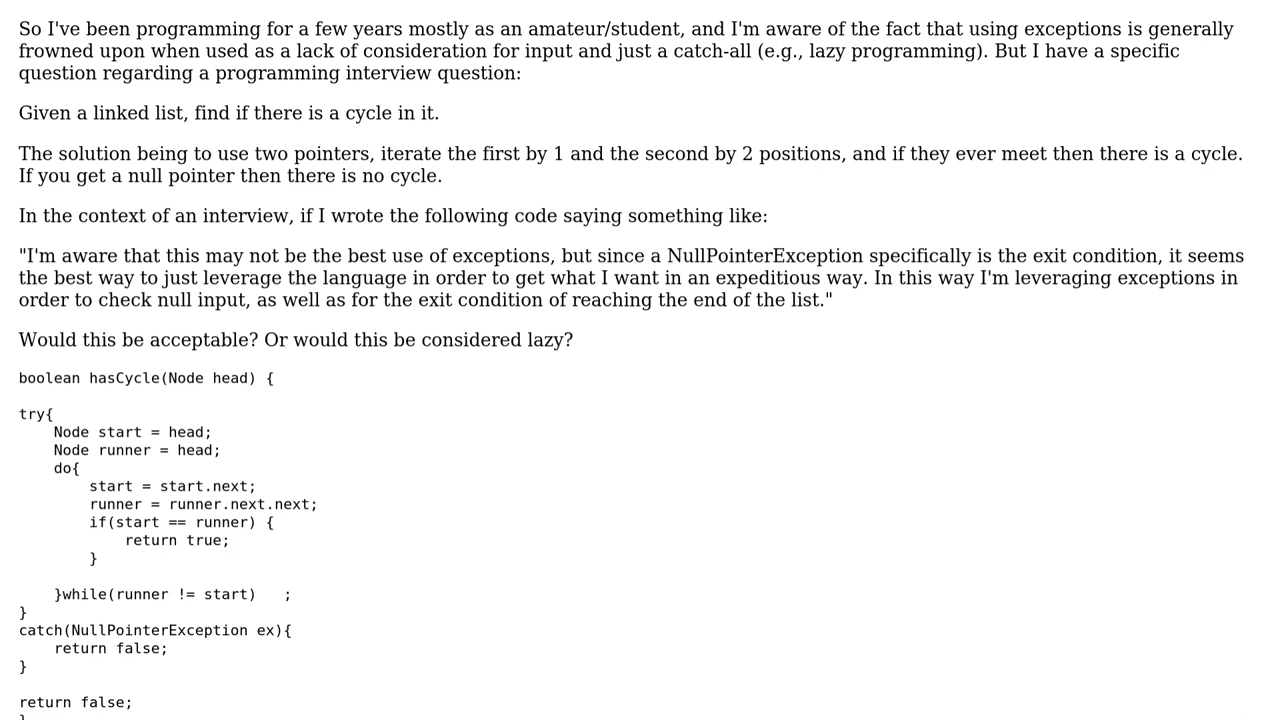 So I've been programming for a few years mostly as an amateur/student, and I'm aware of the fact that using exceptions is generally
frowned upon when used as a lack of consideration for input and just a catch-all (e.g., lazy programming). But I have a specific
question regarding a programming interview question:
Given a linked list, find if there is a cycle in it.
The solution being to use two pointers, iterate the first by 1 and the second by 2 positions, and if they ever meet then there is a cycle.
If you get a null pointer then there is no cycle.
In the context of an interview, if I wrote the following code saying something like:
"I'm aware that this may not be the best use of exceptions, but since a NullPointerException specifically is the exit condition, it seems
the best way to just leverage the language in order to get what I want in an expeditious way. In this way I'm leveraging exceptions in
order to check null input, as well as for the exit condition of reaching the end of the list."
Would this be acceptable? Or would this be considered lazy?
boolean hasCycle(Node head) {
try{
    Node start = head;
    Node runner = head;
    do{
        start = start.next;
        runner = runner.next.next;
        if(start == runner) {
            return true;
        }
    }while(runner != start)   ;
}
catch(NullPointerException ex){
    return false;
}
return false;
}